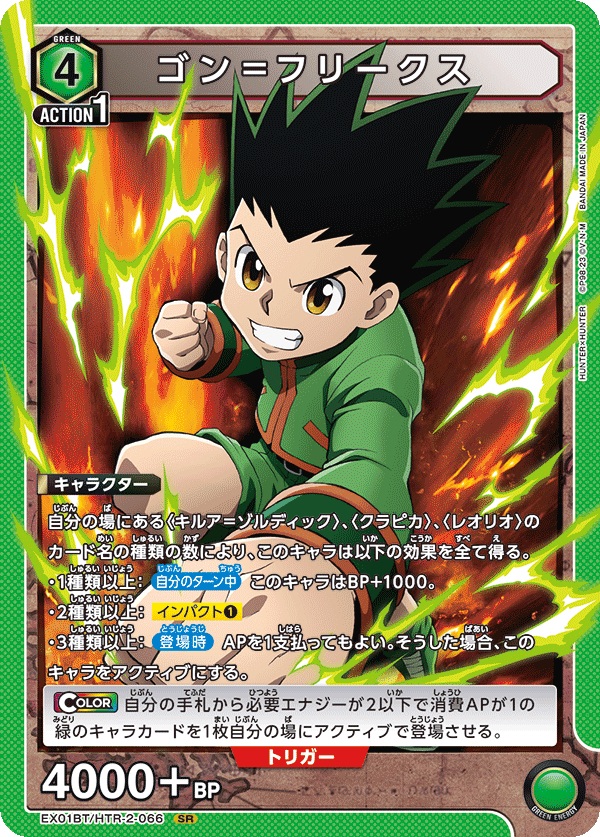 GREEN
4
ゴン=フリークス
ACTION 1
BANDAI MADE IN JAPAN
©P98-23 ©V・N・M
HUNTER×HUNTER
キャラクター
自分の場にある〈キルア=ゾルディック〉、〈クラピカ〉、〈レオリオ〉の
カード名の種類の数により、このキャラは以下の効果を全て得る。
・1種類以上: 自分のターン中 このキャラはBP+1000。
・2種類以上: インパクト❶
・3種類以上: 登場時 APを1支払ってもよい。そうした場合、この
キャラをアクティブにする。
COLOR 自分の手札から必要エナジーが2以下で消費APが1の
緑のキャラカードを1枚自分の場にアクティブで登場させる。
トリガー
4000+BP
GREEN ENERGY
EX01BT/HTR-2-066 SR